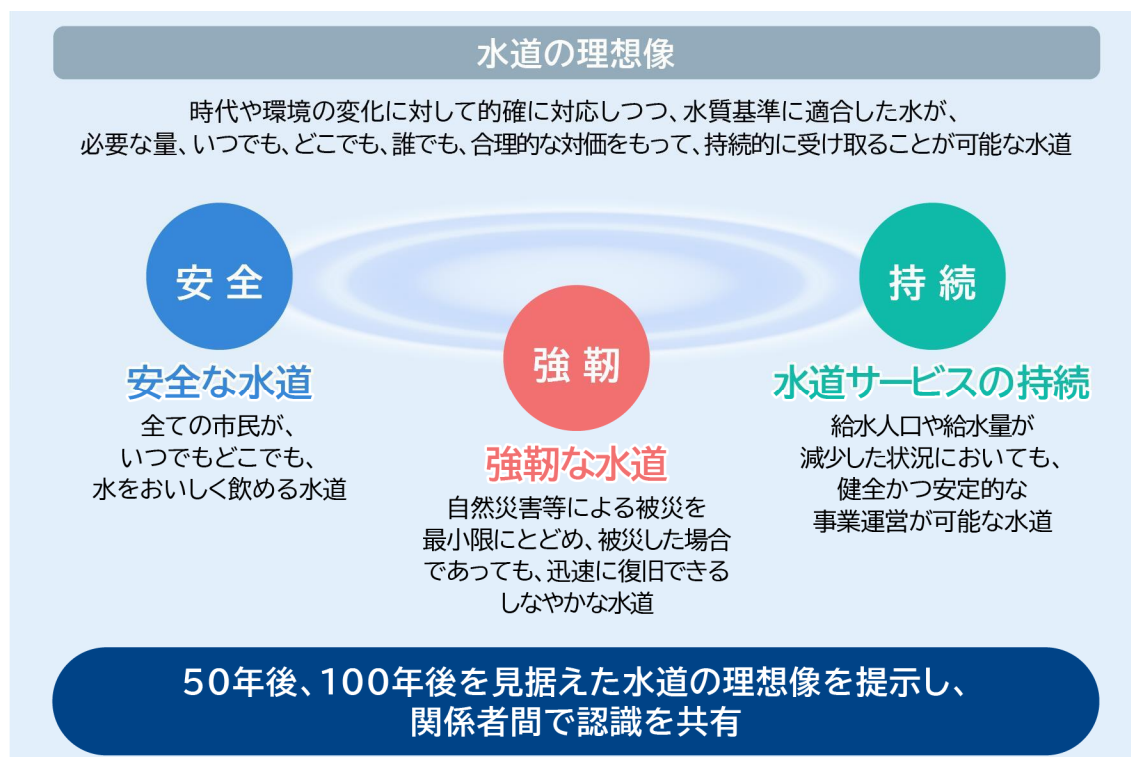 水道の理想像
時代や環境の変化に対して的確に対応しつつ、水質基準に適合した水が、
必要な量、いつでも、どこでも、誰でも、合理的な対価をもって、持続的に受け取ることが可能な水道
安全
安全な水道
全ての市民が、
いつでもどこでも、
水をおいしく飲める水道
強靭
強靭な水道
自然災害等による被災を
最小限にとどめ、被災した場合
であっても、迅速に復旧できる
しなやかな水道
持続
水道サービスの持続
給水人口や給水量が
減少した状況においても、
健全かつ安定的な
事業運営が可能な水道
50年後、100年後を見据えた水道の理想像を提示し、
関係者間で認識を共有